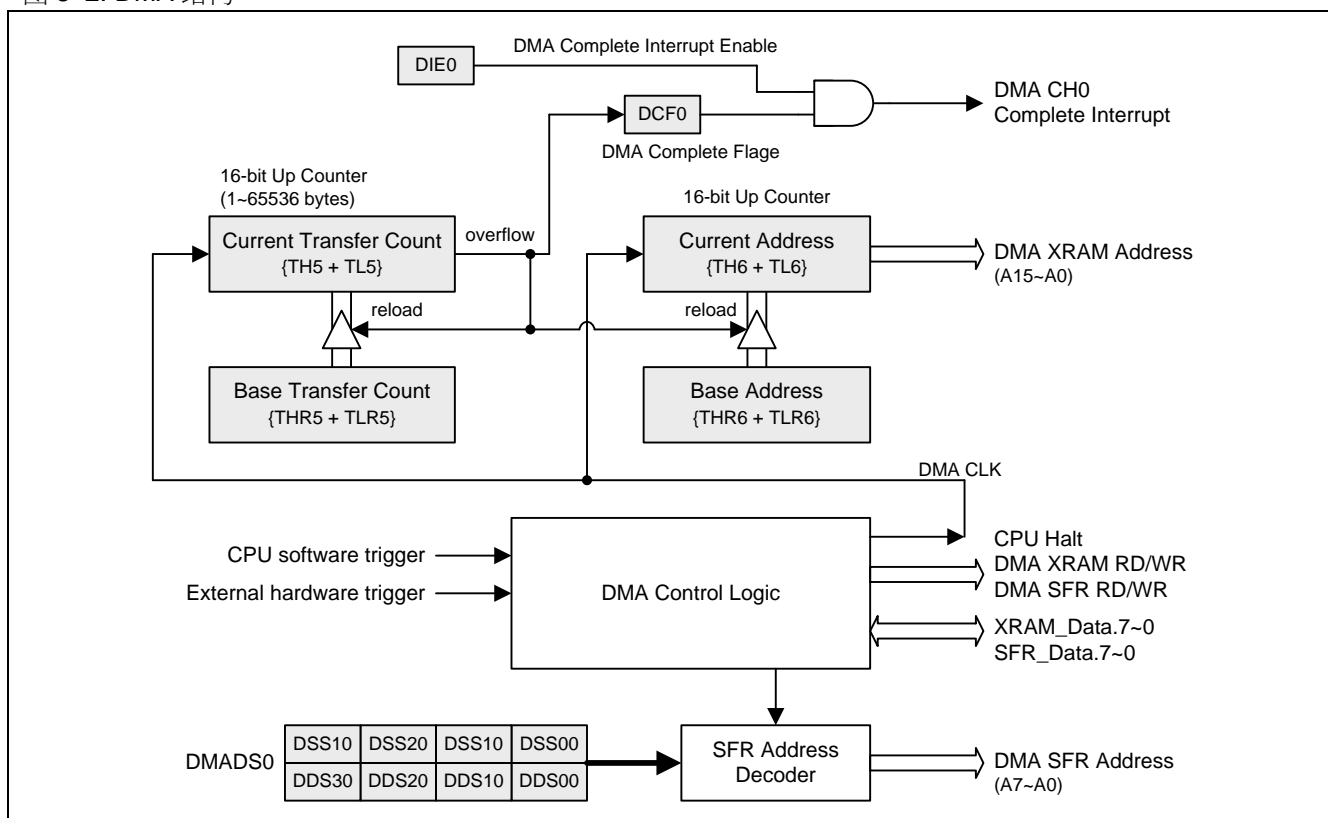 DMA Complete Interrupt Enable
DIE0
DMA CH0
Complete Interrupt
DCF0
DMA Complete Flage
16-bit Up Counter
(1~65536 bytes)
16-bit Up Counter
Current Transfer Count
{TH5 + TL5}
overflow
Current Address
{TH6 + TL6}
DMA XRAM Address
(A15~A0)
reload
reload
Base Transfer Count
{THR5 + TLR5}
Base Address
{THR6 + TLR6}
DMA CLK
CPU software trigger
External hardware trigger
DMA Control Logic
CPU Halt
DMA XRAM RD/WR
DMA SFR RD/WR
XRAM_Data.7~0
SFR_Data.7~0
DMADS0
DSS10 DSS20 DSS10 DSS00
DDS30 DDS20 DDS10 DDS00
SFR Address
Decoder
DMA SFR Address
(A7~A0)